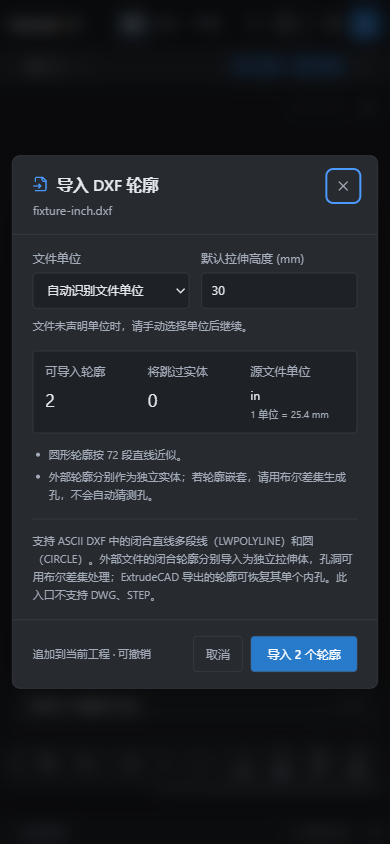 导入 DXF 轮廓
fixture-inch.dxf
文件单位
默认拉伸高度 (mm)
自动识别文件单位
30
文件未声明单位时，请手动选择单位后继续。
可导入轮廓
将跳过实体
源文件单位
2
0
in
1 单位 = 25.4 mm
圆形轮廓按 72 段直线近似。
外部轮廓分别作为独立实体；若轮廓嵌套，请用布尔差集生成
孔，不会自动猜测孔。
支持 ASCII DXF 中的闭合直线多段线（LWPOLYLINE）和圆
（CIRCLE）。外部文件的闭合轮廓分别导入为独立拉伸体，孔洞可
用布尔差集处理；ExtrudeCAD 导出的轮廓可恢复其单个内孔。此
入口不支持 DWG、STEP。
追加到当前工程 · 可撤销
取消
导入 2 个轮廓